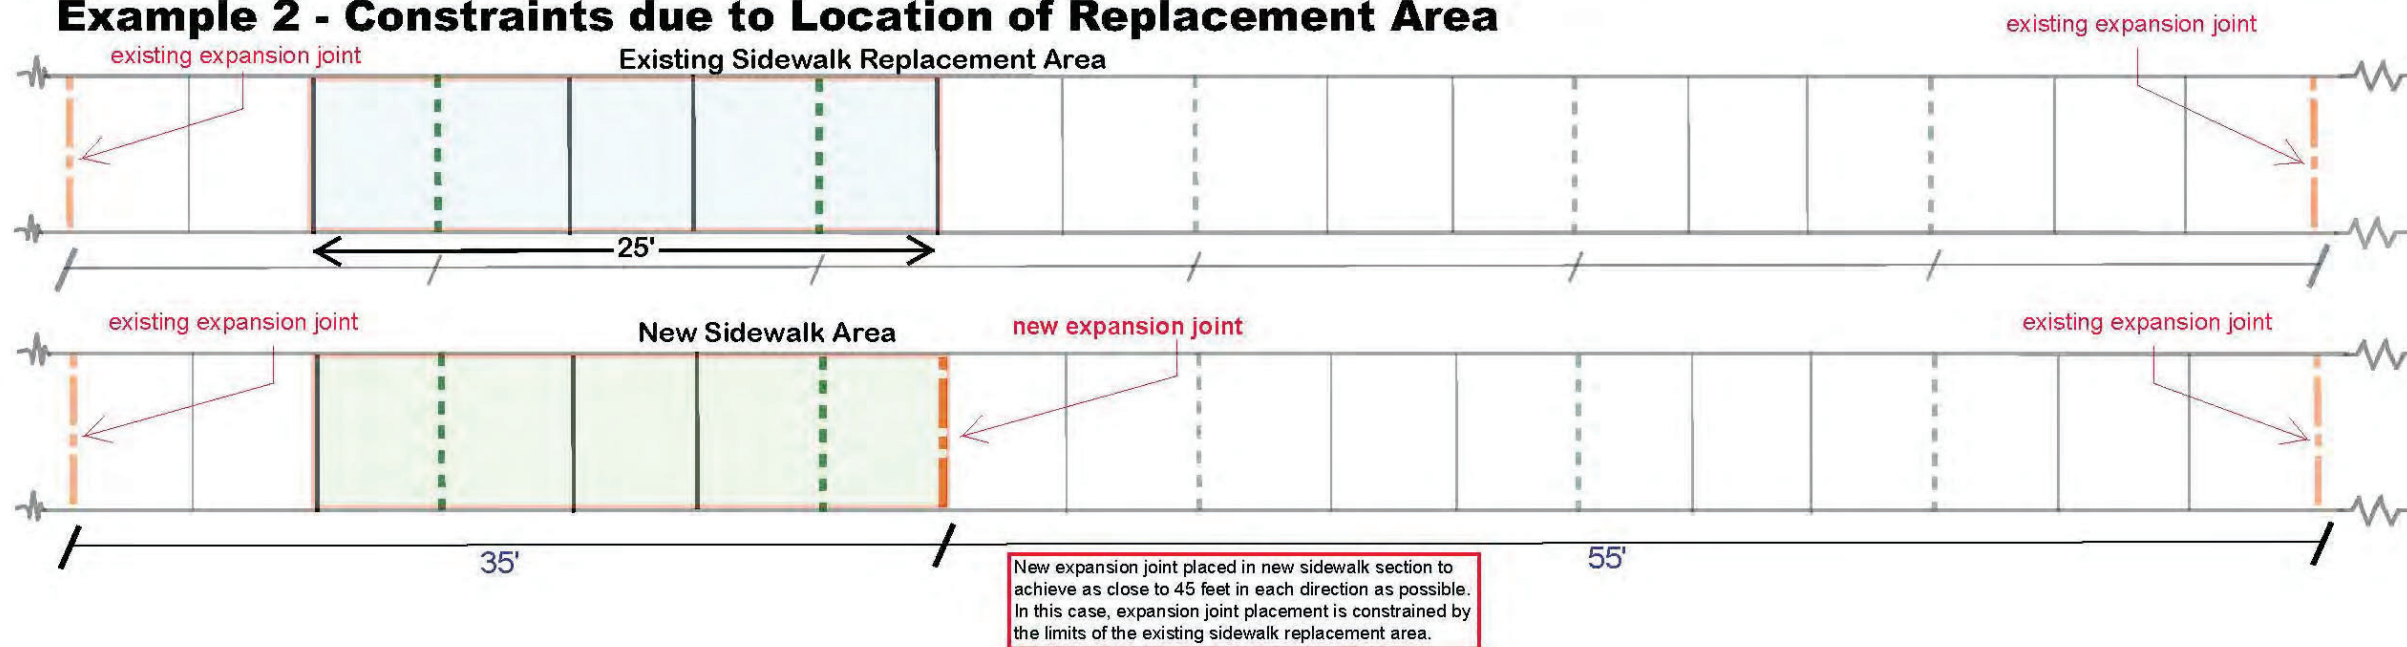 Example 2 - Constraints due to Location of Replacement Area
existing expansion joint
existing expansion joint
Existing Sidewalk Replacement Area
25'
existing expansion joint
New Sidewalk Area
new expansion joint
existing expansion joint
35'
55'
New expansion joint placed in new sidewalk section to
achieve as close to 45 feet in each direction as possible.
In this case, expansion joint placement is constrained by
the limits of the existing sidewalk replacement area.